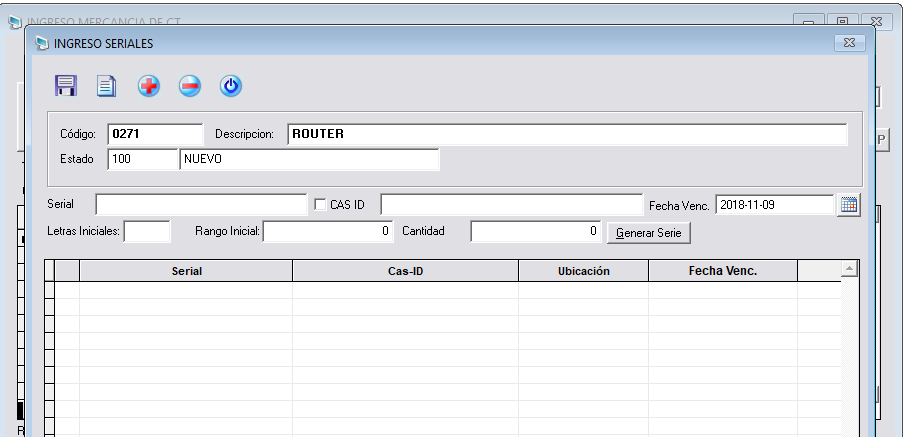 INGRESO MERCANCIA DE CT
INGRESO SERIALES
Código: 0271 Descripcion: ROUTER
P
Estado 100 NUEVO
Serial CAS ID Fecha Venc. 2018-11-09
Letras Iniciales: Rango Inicial: 0 Cantidad 0 Generar Serie
Serial Cas-ID Ubicación Fecha Venc.
R